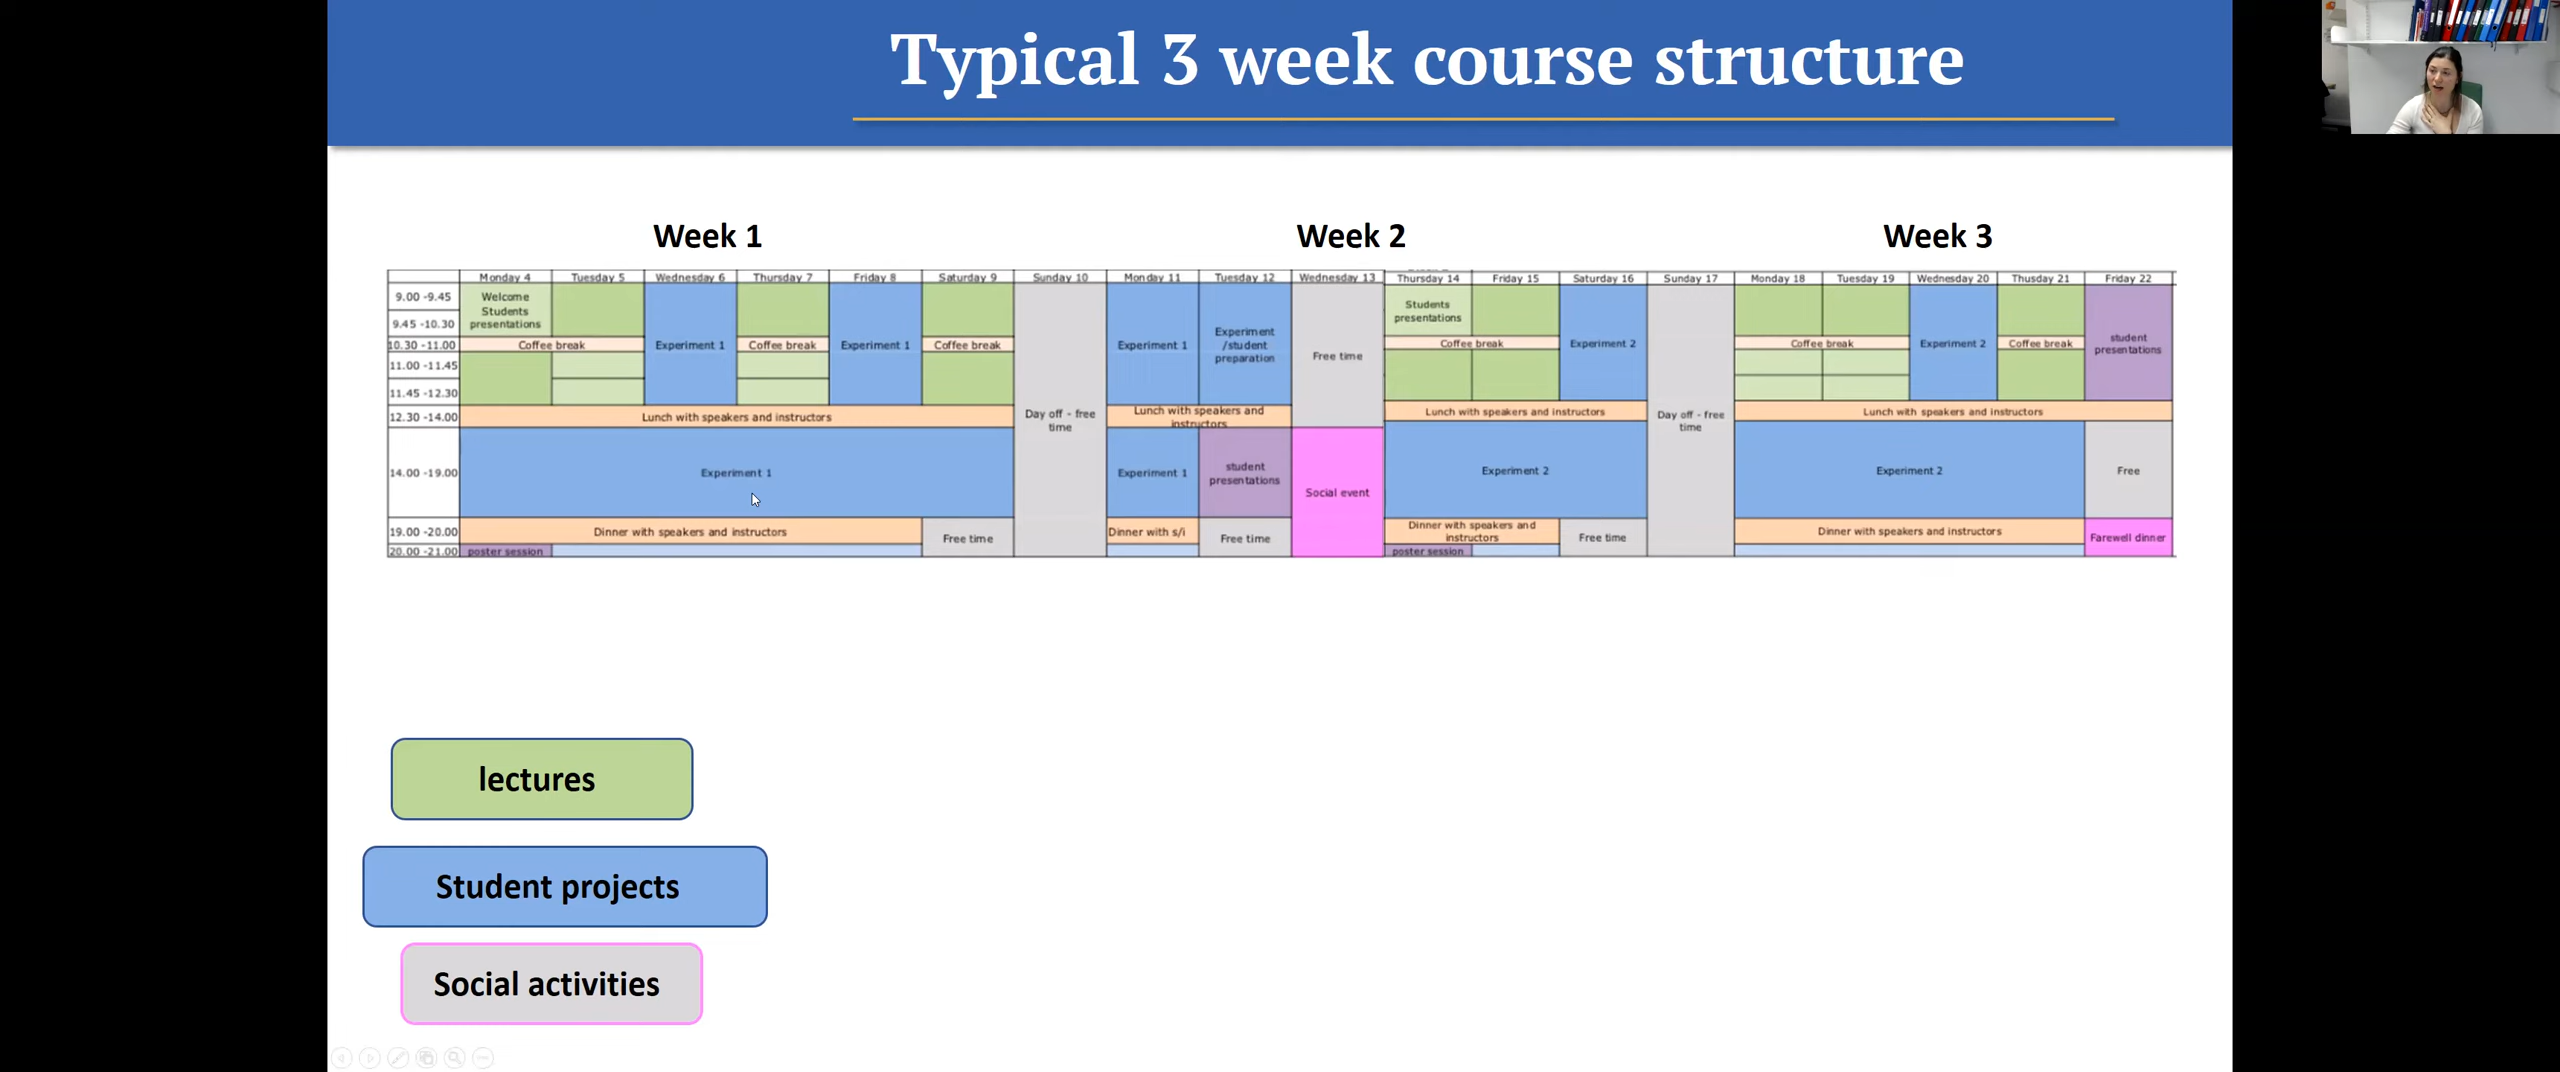 Typical 3 week course structure
Week 1
Week 2
Week 3
Monday 4 Tuesday 5 Wednesday 6 Thursday 7 Friday 8 Saturday 9 Sunday 10 Monday 11 Tuesday 12 Wednesday 13 Thursday 14 Friday 15 Saturday 16 Sunday 17 Monday 18 Tuesday 19 Wednesday 20 Thusday 21 Friday 22
9.00 -9.45
9.45 -10.30
10.30 -11.00
11.00 -11.45
11.45 -12.30
12.30 -14.00
14.00 -19.00
19.00 -20.00
20.00 -21.00
Welcome
Students
presentations
Coffee break
Experiment 1
Coffee break
Experiment 1
Coffee break
Lunch with speakers and instructors
Experiment 1
Dinner with speakers and instructors
poster session
Free time
Day off - free
time
Experiment 1
Experiment
/student
preparation
Free time
Lunch with speakers and
instructors
Experiment 1
student
presentations
Social event
Dinner with s/i
Free time
Students
presentations
Coffee break
Experiment 2
Lunch with speakers and instructors
Experiment 2
Dinner with speakers and
instructors
poster session
Free time
Day off - free
time
Coffee break
Experiment 2
Coffee break
student
presentations
Lunch with speakers and instructors
Experiment 2
Free
Dinner with speakers and instructors
Farewell dinner
lectures
Student projects
Social activities